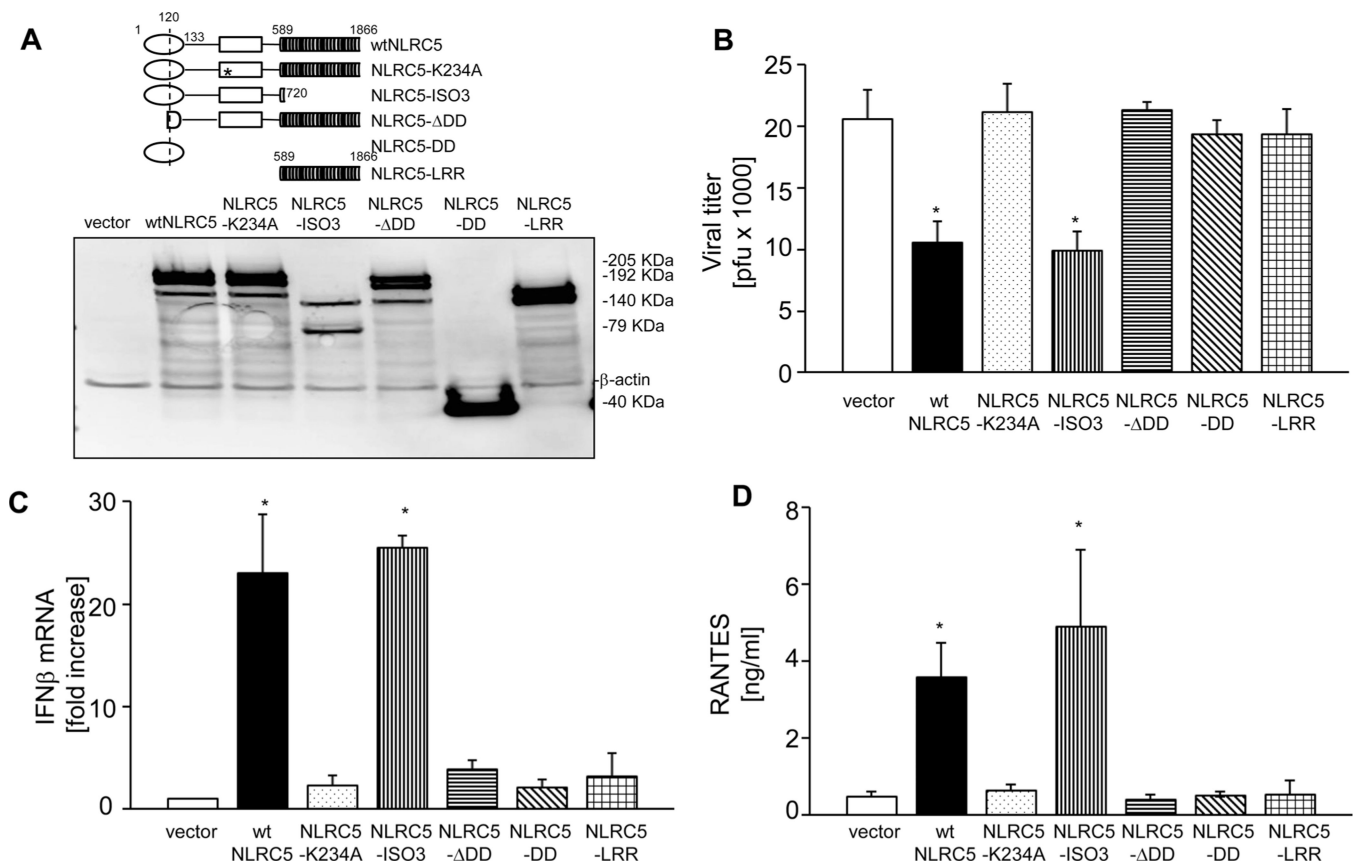 A
1
120
133
589
1866
wtNLRC5
*
NLRC5-K234A
720
NLRC5-ISO3
NLRC5-ΔDD
NLRC5-DD
589
1866
NLRC5-LRR
vector
wtNLRC5
NLRC5
-K234A
NLRC5
-ISO3
NLRC5
-ΔDD
NLRC5
-DD
NLRC5
-LRR
-205 KDa
-192 KDa
-140 KDa
-79 KDa
-β-actin
-40 KDa
B
Viral titer
[pfu x 1000]
25
20
15
10
5
0
*
*
vector
wt
NLRC5
NLRC5
-K234A
NLRC5
-ISO3
NLRC5
-ΔDD
NLRC5
-DD
NLRC5
-LRR
C
IFNβ mRNA
[fold increase]
30
20
10
0
*
*
vector
wt
NLRC5
NLRC5
-K234A
NLRC5
-ISO3
NLRC5
-ΔDD
NLRC5
-DD
NLRC5
-LRR
D
RANTES
[ng/ml]
8
6
4
2
0
*
*
vector
wt
NLRC5
NLRC5
-K234A
NLRC5
-ISO3
NLRC5
-ΔDD
NLRC5
-DD
NLRC5
-LRR